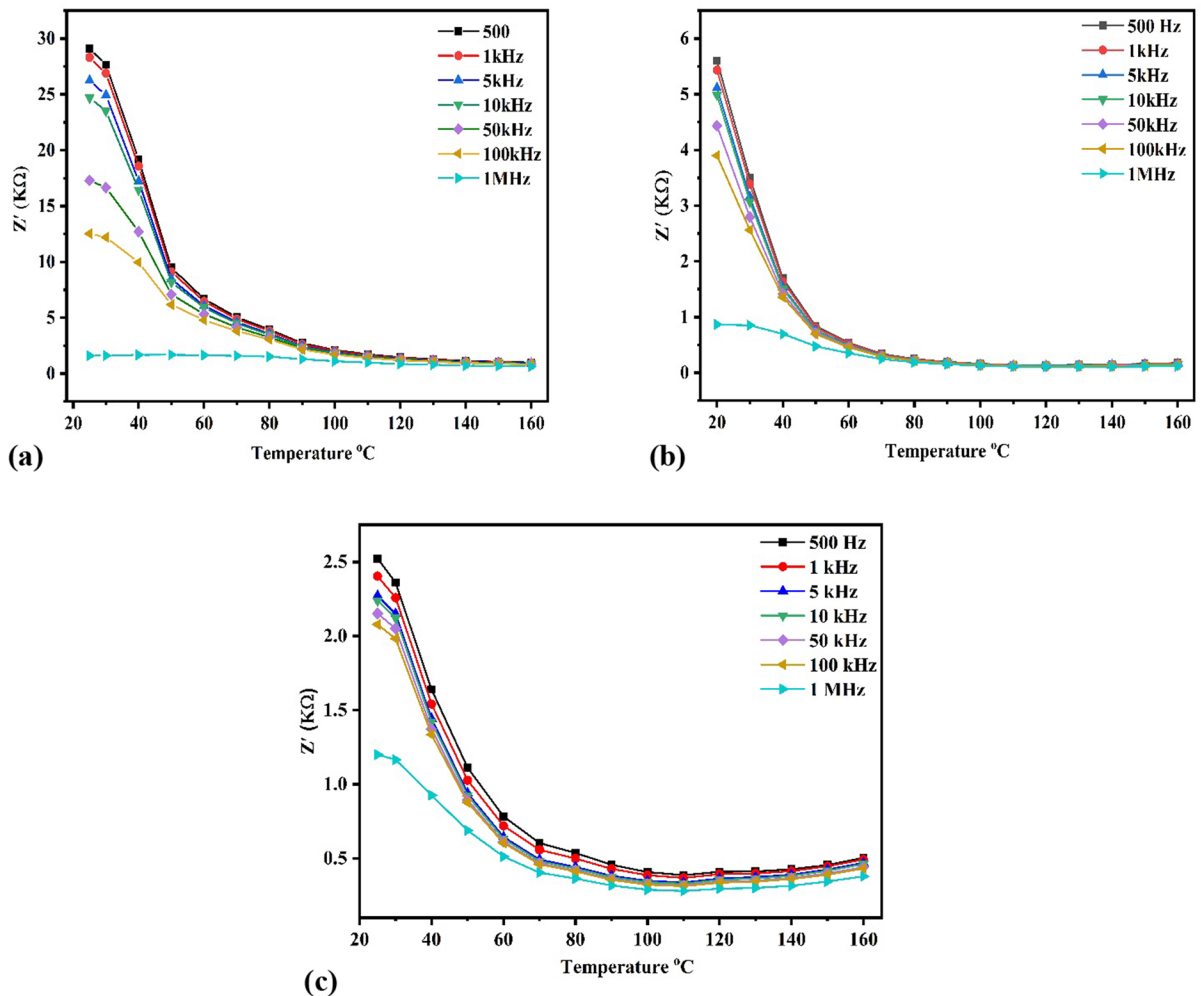 30
25
20
15
10
5
0
Z′ (KΩ)
500
1kHz
5kHz
10kHz
50kHz
100kHz
1MHz
20 40 60 80 100 120 140 160
Temperature ⁰C
(a)
6
5
4
3
2
1
0
Z′ (KΩ)
500 Hz
1kHz
5kHz
10kHz
50kHz
100kHz
1MHz
20 40 60 80 100 120 140 160
Temperature ⁰C
(b)
2.5
2.0
1.5
1.0
0.5
Z′ (KΩ)
500 Hz
1 kHz
5 kHz
10 kHz
50 kHz
100 kHz
1 MHz
20 40 60 80 100 120 140 160
Temperature ⁰C
(c)